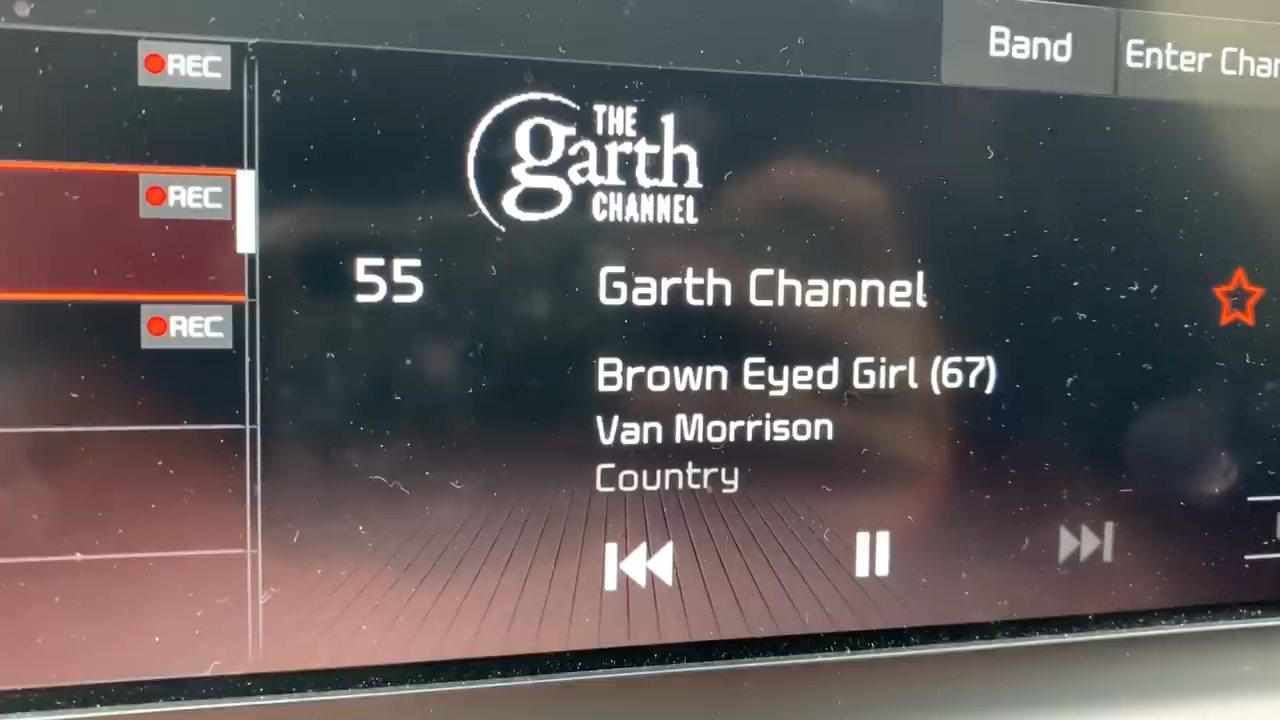 REC
REC
REC
Band
Enter Chan
THE
garth
CHANNEL
55
Garth Channel
Brown Eyed Girl (67)
Van Morrison
Country